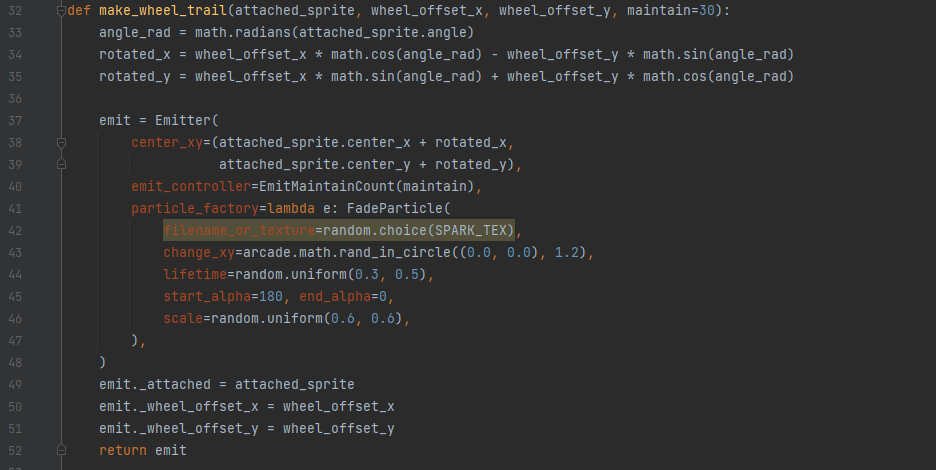 32 def make_wheel_trail(attached_sprite, wheel_offset_x, wheel_offset_y, maintain=30):
33     angle_rad = math.radians(attached_sprite.angle)
34     rotated_x = wheel_offset_x * math.cos(angle_rad) - wheel_offset_y * math.sin(angle_rad)
35     rotated_y = wheel_offset_x * math.sin(angle_rad) + wheel_offset_y * math.cos(angle_rad)
36
37     emit = Emitter(
38         center_xy=(attached_sprite.center_x + rotated_x,
39                    attached_sprite.center_y + rotated_y),
40         emit_controller=EmitMaintainCount(maintain),
41         particle_factory=lambda e: FadeParticle(
42             filename_or_texture=random.choice(SPARK_TEX),
43             change_xy=arcade.math.rand_in_circle((0.0, 0.0), 1.2),
44             lifetime=random.uniform(0.3, 0.5),
45             start_alpha=180, end_alpha=0,
46             scale=random.uniform(0.6, 0.6),
47         ),
48     )
49     emit._attached = attached_sprite
50     emit._wheel_offset_x = wheel_offset_x
51     emit._wheel_offset_y = wheel_offset_y
52     return emit